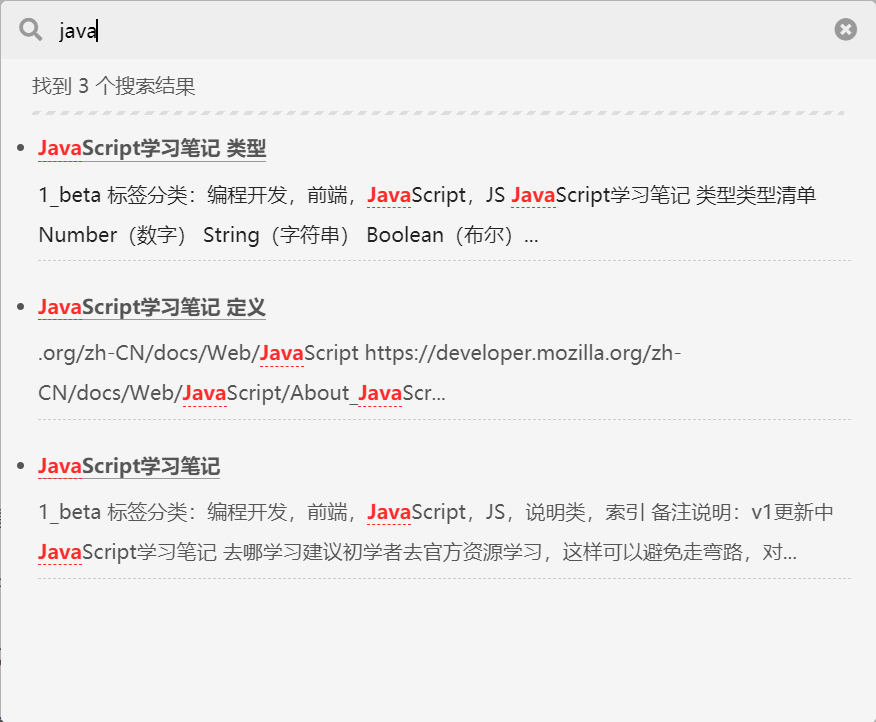 java
找到 3 个搜索结果
JavaScript学习笔记 类型
1_beta 标签分类：编程开发，前端，JavaScript，JS JavaScript学习笔记 类型类型清单
Number（数字） String（字符串） Boolean（布尔）...
JavaScript学习笔记 定义
.org/zh-CN/docs/Web/JavaScript https://developer.mozilla.org/zh-
CN/docs/Web/JavaScript/About_JavaScr...
JavaScript学习笔记
1_beta 标签分类：编程开发，前端，JavaScript，JS，说明类，索引 备注说明：v1更新中
JavaScript学习笔记 去哪学习建议初学者去官方资源学习，这样可以避免走弯路，对...